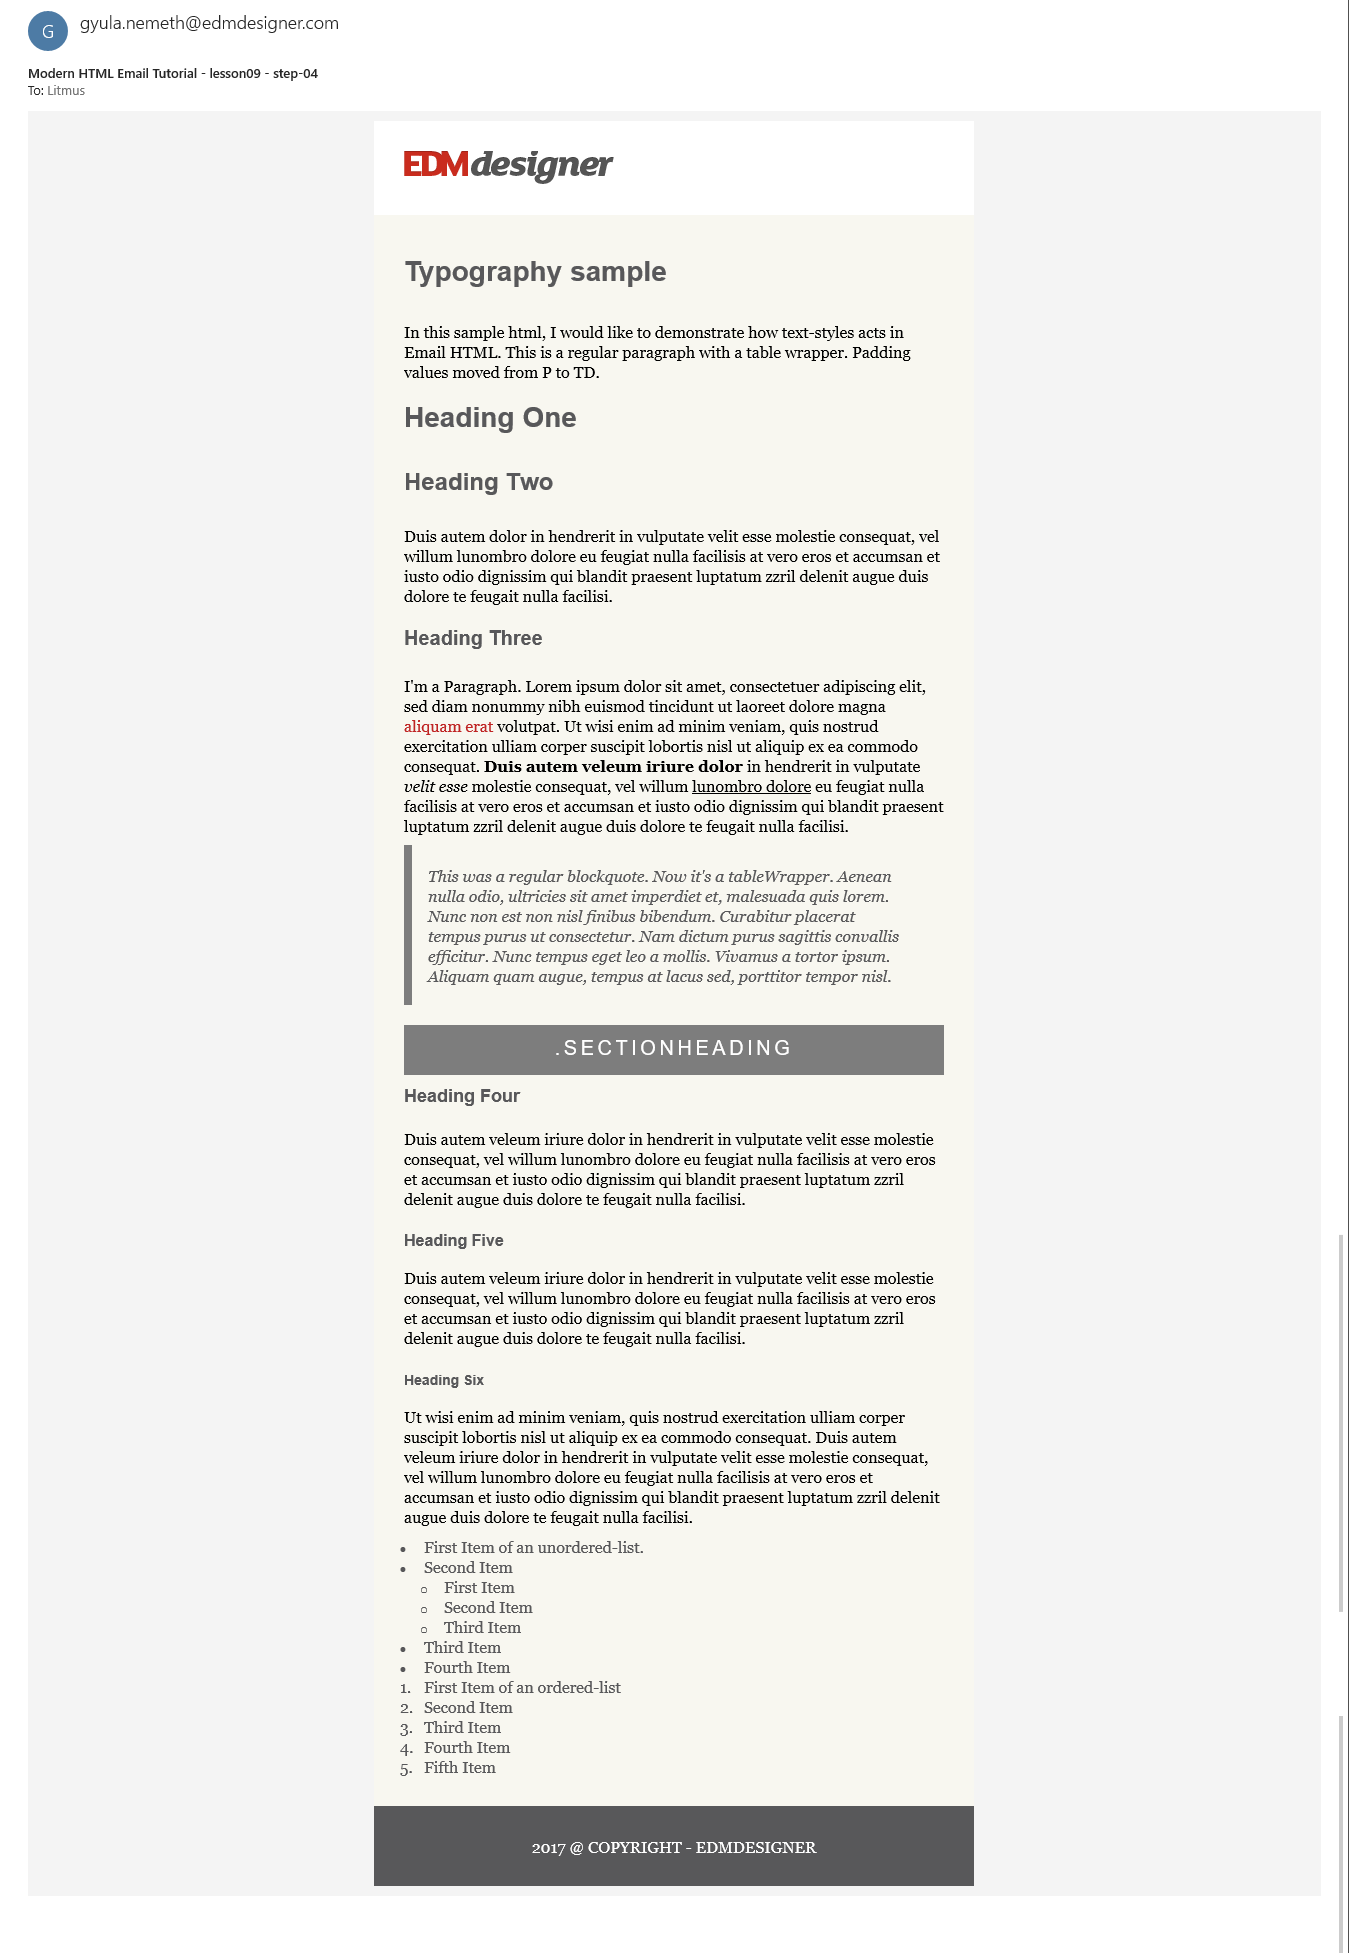 G
gyula.nemeth@edmdesigner.com
Modern HTML Email Tutorial - lesson09 - step-04
To: Litmus
EDMdesigner
Typography sample
In this sample html, I would like to demonstrate how text-styles acts in
Email HTML. This is a regular paragraph with a table wrapper. Padding
values moved from P to TD.
Heading One
Heading Two
Duis autem dolor in hendrerit in vulputate velit esse molestie consequat, vel
willum lunombro dolore eu feugiat nulla facilisis at vero eros et accumsan et
iusto odio dignissim qui blandit praesent luptatum zzril delenit augue duis
dolore te feugait nulla facilisi.
Heading Three
I'm a Paragraph. Lorem ipsum dolor sit amet, consectetuer adipiscing elit,
sed diam nonummy nibh euismod tincidunt ut laoreet dolore magna
aliquam erat volutpat. Ut wisi enim ad minim veniam, quis nostrud
exercitation ulliam corper suscipit lobortis nisl ut aliquip ex ea commodo
consequat. Duis autem veleum iriure dolor in hendrerit in vulputate
velit esse molestie consequat, vel willum lunombro dolore eu feugiat nulla
facilisis at vero eros et accumsan et iusto odio dignissim qui blandit praesent
luptatum zzril delenit augue duis dolore te feugait nulla facilisi.
This was a regular blockquote. Now it's a tableWrapper. Aenean
nulla odio, ultricies sit amet imperdiet et, malesuada quis lorem.
Nunc non est non nisl finibus bibendum. Curabitur placerat
tempus purus ut consectetur. Nam dictum purus sagittis convallis
efficitur. Nunc tempus eget leo a mollis. Vivamus a tortor ipsum.
Aliquam quam augue, tempus at lacus sed, porttitor tempor nisl.
.SECTIONHEADING
Heading Four
Duis autem veleum iriure dolor in hendrerit in vulputate velit esse molestie
consequat, vel willum lunombro dolore eu feugiat nulla facilisis at vero eros
et accumsan et iusto odio dignissim qui blandit praesent luptatum zzril
delenit augue duis dolore te feugait nulla facilisi.
Heading Five
Duis autem veleum iriure dolor in hendrerit in vulputate velit esse molestie
consequat, vel willum lunombro dolore eu feugiat nulla facilisis at vero eros
et accumsan et iusto odio dignissim qui blandit praesent luptatum zzril
delenit augue duis dolore te feugait nulla facilisi.
Heading Six
Ut wisi enim ad minim veniam, quis nostrud exercitation ulliam corper
suscipit lobortis nisl ut aliquip ex ea commodo consequat. Duis autem
veleum iriure dolor in hendrerit in vulputate velit esse molestie consequat,
vel willum lunombro dolore eu feugiat nulla facilisis at vero eros et
accumsan et iusto odio dignissim qui blandit praesent luptatum zzril delenit
augue duis dolore te feugait nulla facilisi.
• First Item of an unordered-list.
• Second Item
o First Item
o Second Item
o Third Item
• Third Item
• Fourth Item
1. First Item of an ordered-list
2. Second Item
3. Third Item
4. Fourth Item
5. Fifth Item
2017 @ COPYRIGHT - EDMDESIGNER